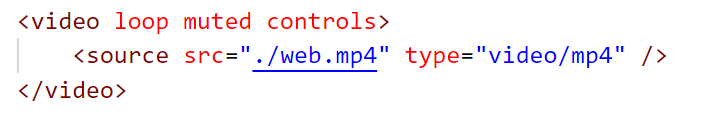 <video loop muted controls>
<source src="./web.mp4" type="video/mp4" />
</video>